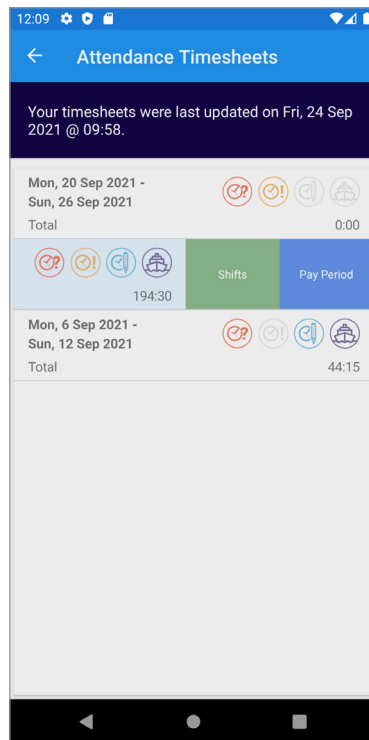 12:09
Attendance Timesheets
Your timesheets were last updated on Fri, 24 Sep
2021 @ 09:58.
Mon, 20 Sep 2021 -
Sun, 26 Sep 2021
Total 0:00
194:30
Shifts
Pay Period
Mon, 6 Sep 2021 -
Sun, 12 Sep 2021
Total 44:15